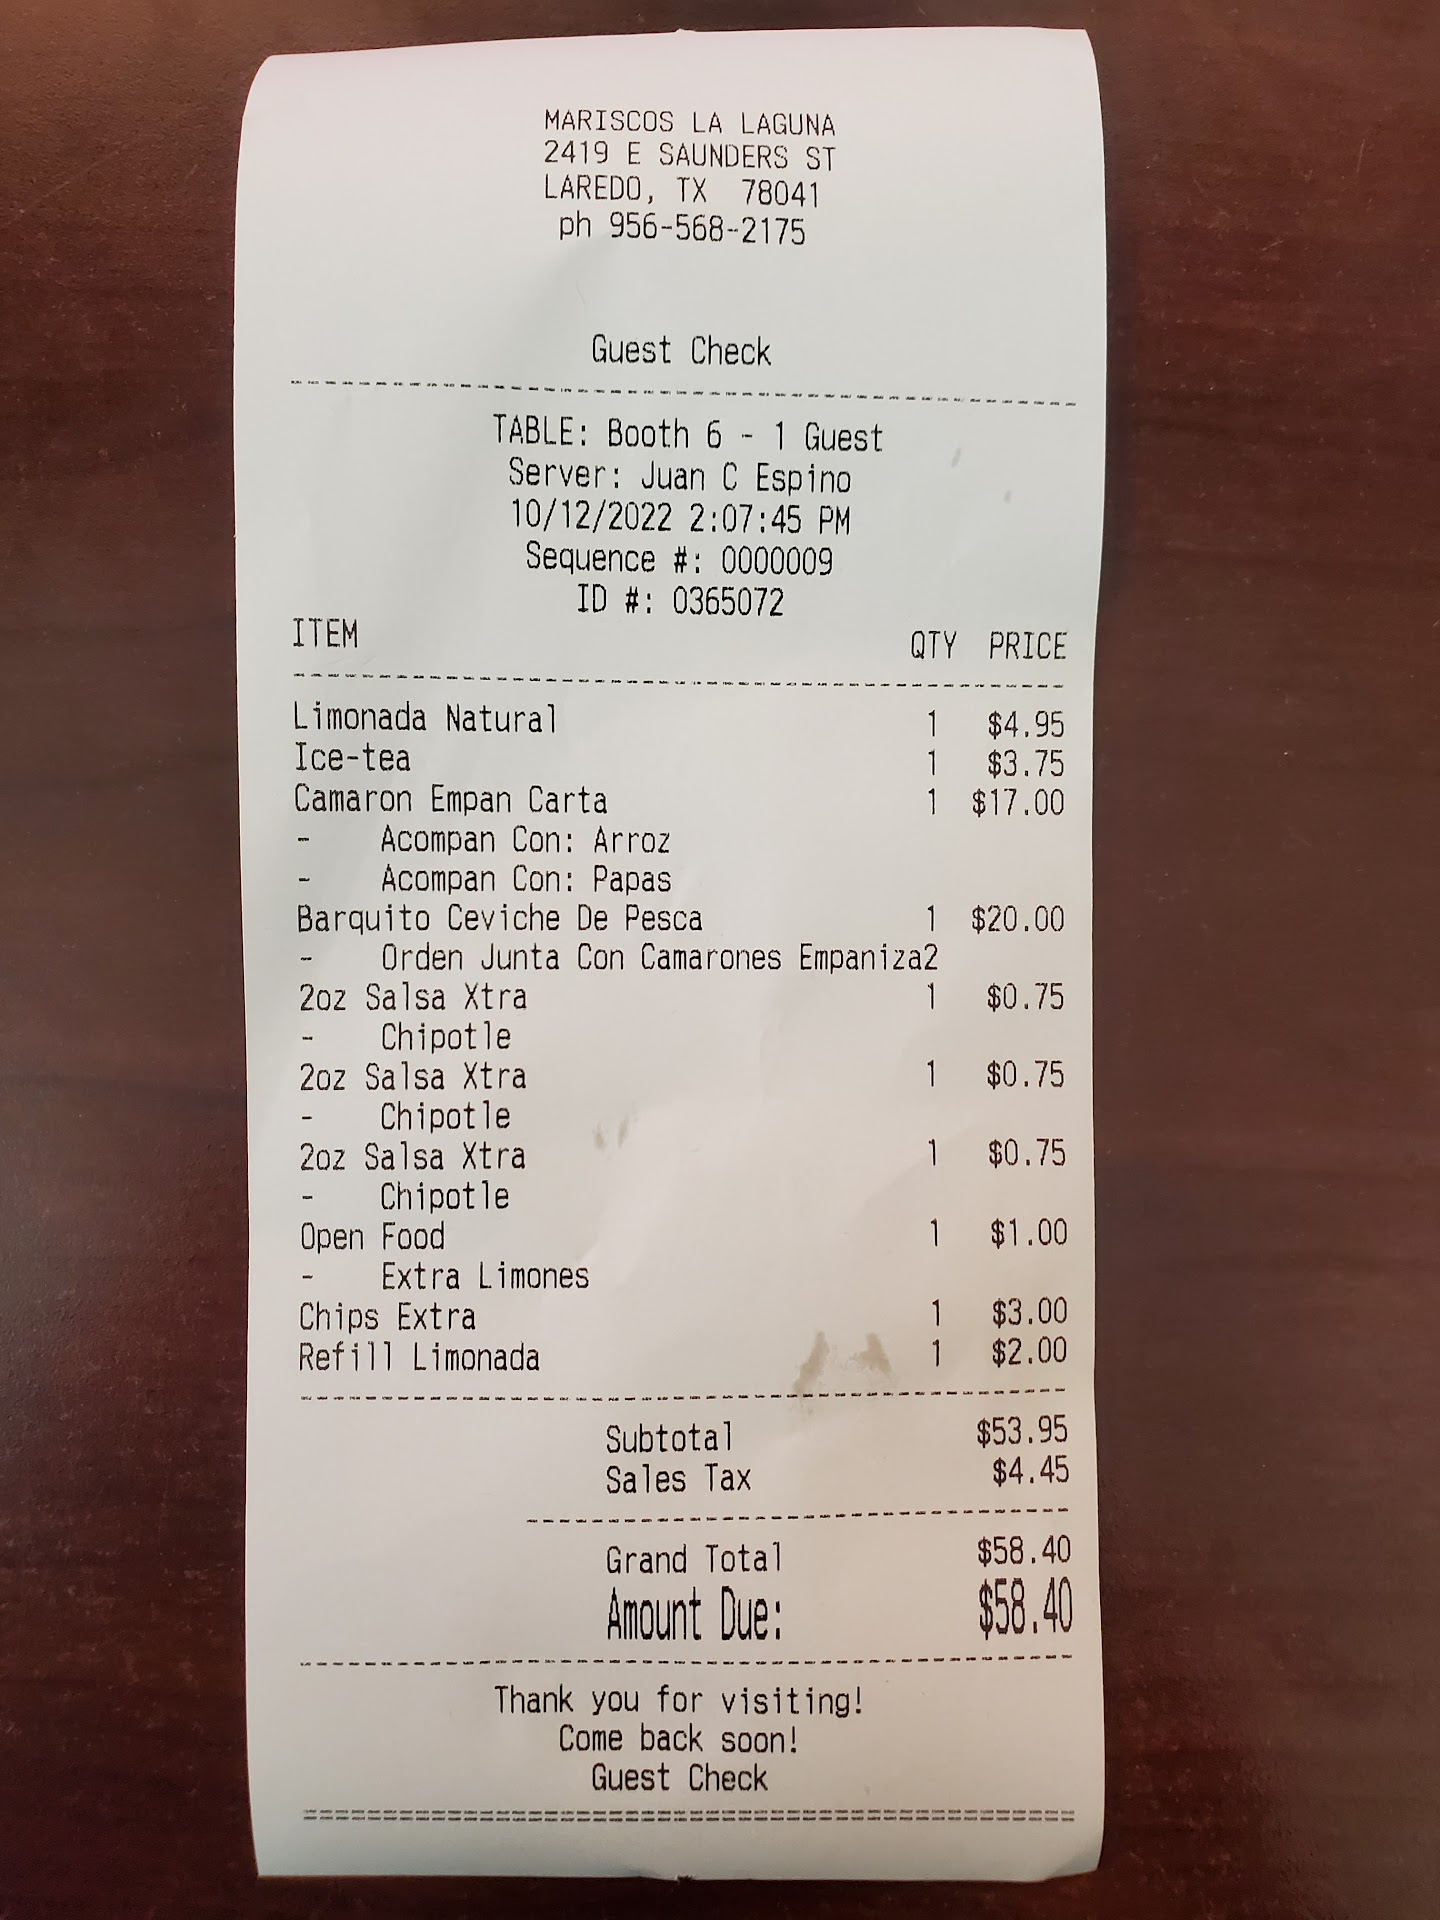 MARISCOS LA LAGUNA
2419 E SAUNDERS ST
LAREDO, TX 78041
ph 956-568-2175
Guest Check
TABLE: Booth 6 - 1 Guest
Server: Juan C Espino
10/12/2022 2:07:45 PM
Sequence #: 0000009
ID #: 0365072
ITEM QTY PRICE
Limonada Natural 1 $4.95
Ice-tea 1 $3.75
Camaron Empan Carta 1 $17.00
- Acompan Con: Arroz
- Acompan Con: Papas
Barquito Ceviche De Pesca 1 $20.00
- Orden Junta Con Camarones Empaniza2
2oz Salsa Xtra 1 $0.75
- Chipotle
2oz Salsa Xtra 1 $0.75
- Chipotle
2oz Salsa Xtra 1 $0.75
- Chipotle
Open Food 1 $1.00
- Extra Limones
Chips Extra 1 $3.00
Refill Limonada 1 $2.00
Subtotal $53.95
Sales Tax $4.45
Grand Total $58.40
Amount Due: $58.40
Thank you for visiting!
Come back soon!
Guest Check